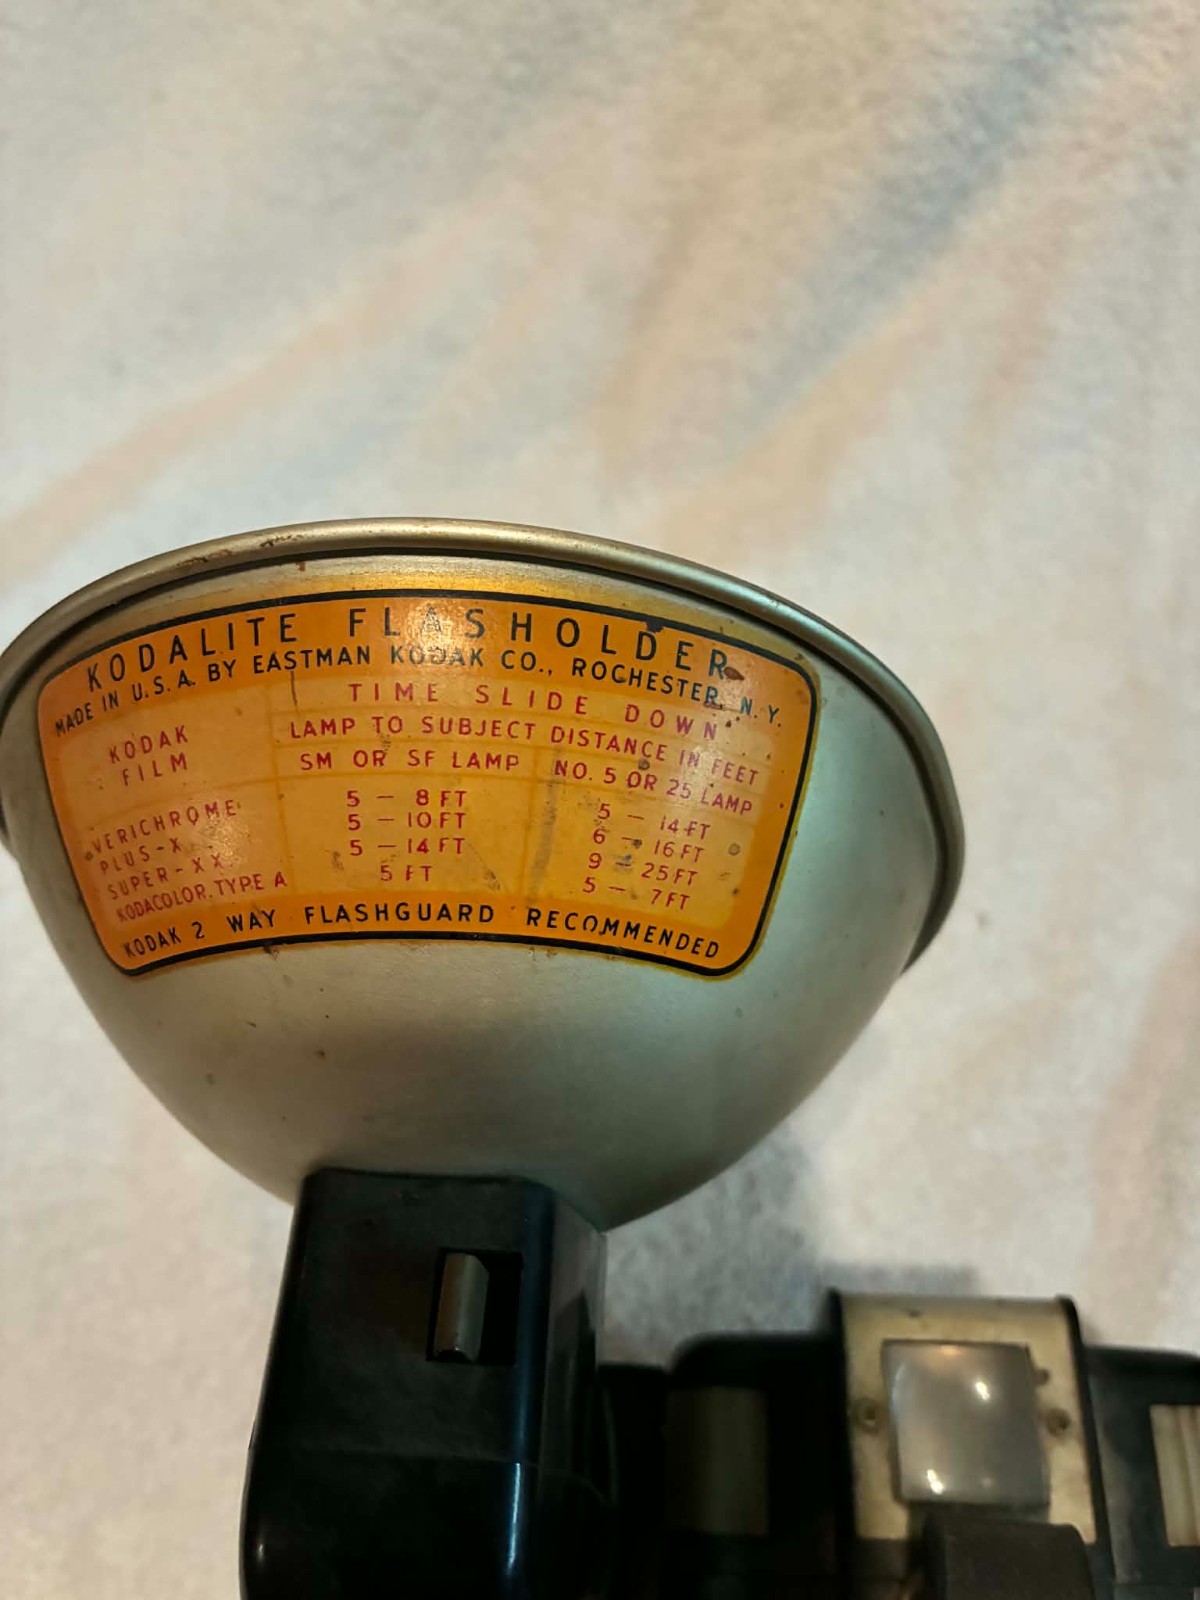 KODALITE FLASHOLDER
MADE IN U.S.A. BY EASTMAN KODAK CO., ROCHESTER, N.Y.
TIME SLIDE DOWN
KODAK FILM
LAMP TO SUBJECT DISTANCE IN FEET
SM OR SF LAMP NO. 5 OR 25 LAMP
VERICHROME 5 - 8 FT 5 - 14 FT
PLUS-X 5 - 10 FT 6 - 16 FT
SUPER-XX 5 - 14 FT 9 - 25 FT
KODACOLOR, TYPE A 5 FT 5 - 7 FT
KODAK 2 WAY FLASHGUARD RECOMMENDED